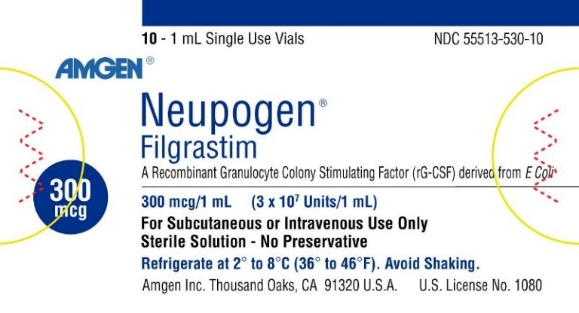 10 - 1 mL Single Use Vials NDC 55513-530-10
AMGEN®
Neupogen®
Filgrastim
A Recombinant Granulocyte Colony Stimulating Factor (rG-CSF) derived from E Coli
300 mcg
300 mcg/1 mL (3 x 10⁷ Units/1 mL)
For Subcutaneous or Intravenous Use Only
Sterile Solution - No Preservative
Refrigerate at 2° to 8°C (36° to 46°F). Avoid Shaking.
Amgen Inc. Thousand Oaks, CA 91320 U.S.A. U.S. License No. 1080